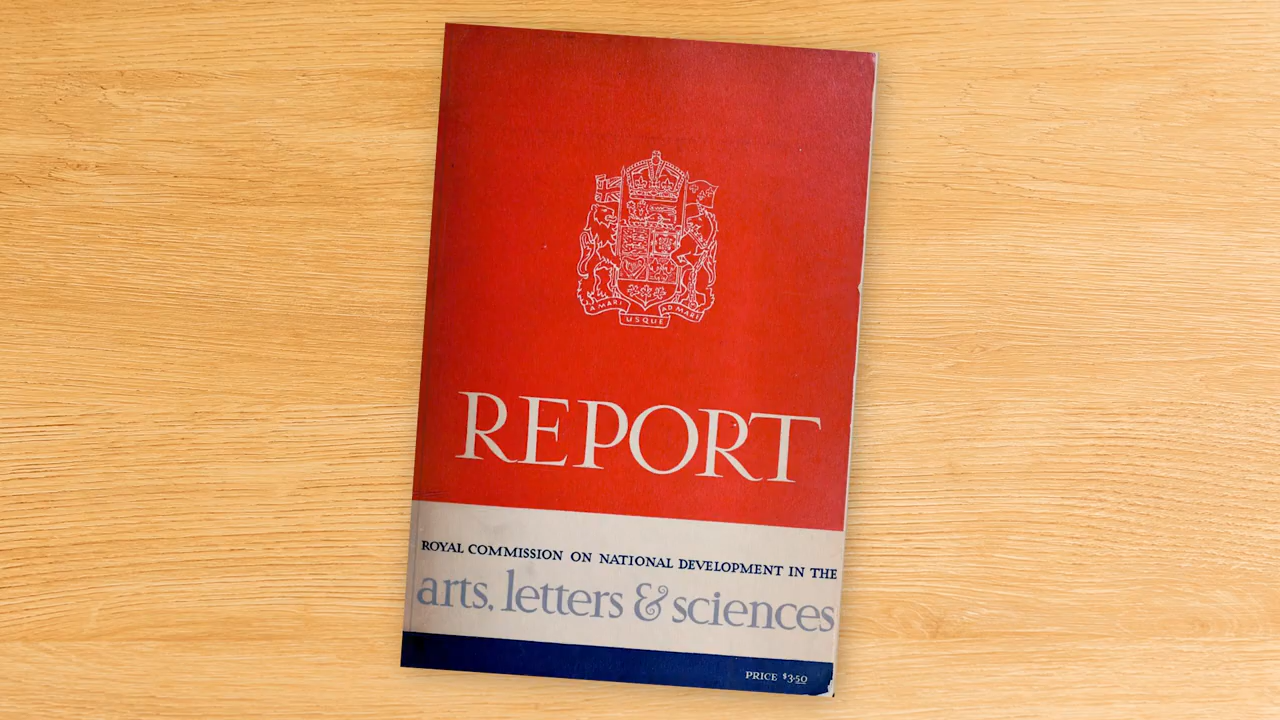 A MARI USQUE AD MARE
REPORT
ROYAL COMMISSION ON NATIONAL DEVELOPMENT IN THE
arts, letters & sciences
PRICE $3.50